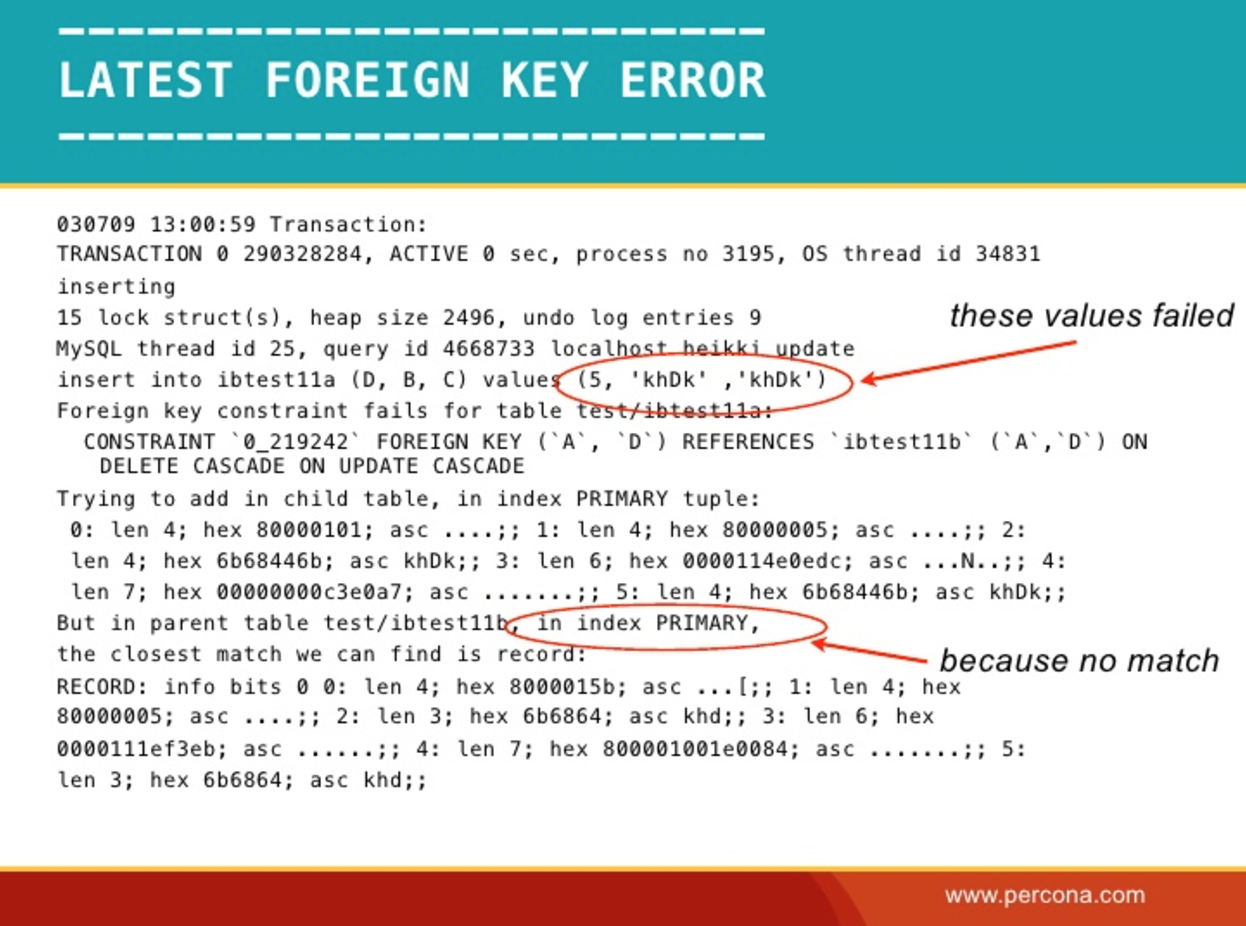 ------------------------
LATEST FOREIGN KEY ERROR
------------------------
030709 13:00:59 Transaction:
TRANSACTION 0 290328284, ACTIVE 0 sec, process no 3195, OS thread id 34831
inserting
15 lock struct(s), heap size 2496, undo log entries 9
these values failed
MySQL thread id 25, query id 4668733 localhost heikki update
insert into ibtest11a (D, B, C) values (5, 'khDk' ,'khDk')
Foreign key constraint fails for table test/ibtest11a:
CONSTRAINT `0_219242` FOREIGN KEY (`A`, `D`) REFERENCES `ibtest11b` (`A`,`D`) ON
DELETE CASCADE ON UPDATE CASCADE
Trying to add in child table, in index PRIMARY tuple:
0: len 4; hex 80000101; asc ....;; 1: len 4; hex 80000005; asc ....;; 2:
len 4; hex 6b68446b; asc khDk;; 3: len 6; hex 0000114e0edc; asc ...N..;; 4:
len 7; hex 00000000c3e0a7; asc .......;; 5: len 4; hex 6b68446b; asc khDk;;
But in parent table test/ibtest11b, in index PRIMARY,
the closest match we can find is record:
because no match
RECORD: info bits 0 0: len 4; hex 8000015b; asc ...[;; 1: len 4; hex
80000005; asc ....;; 2: len 3; hex 6b6864; asc khd;; 3: len 6; hex
0000111ef3eb; asc ......;; 4: len 7; hex 800001001e0084; asc .......;; 5:
len 3; hex 6b6864; asc khd;;
www.percona.com